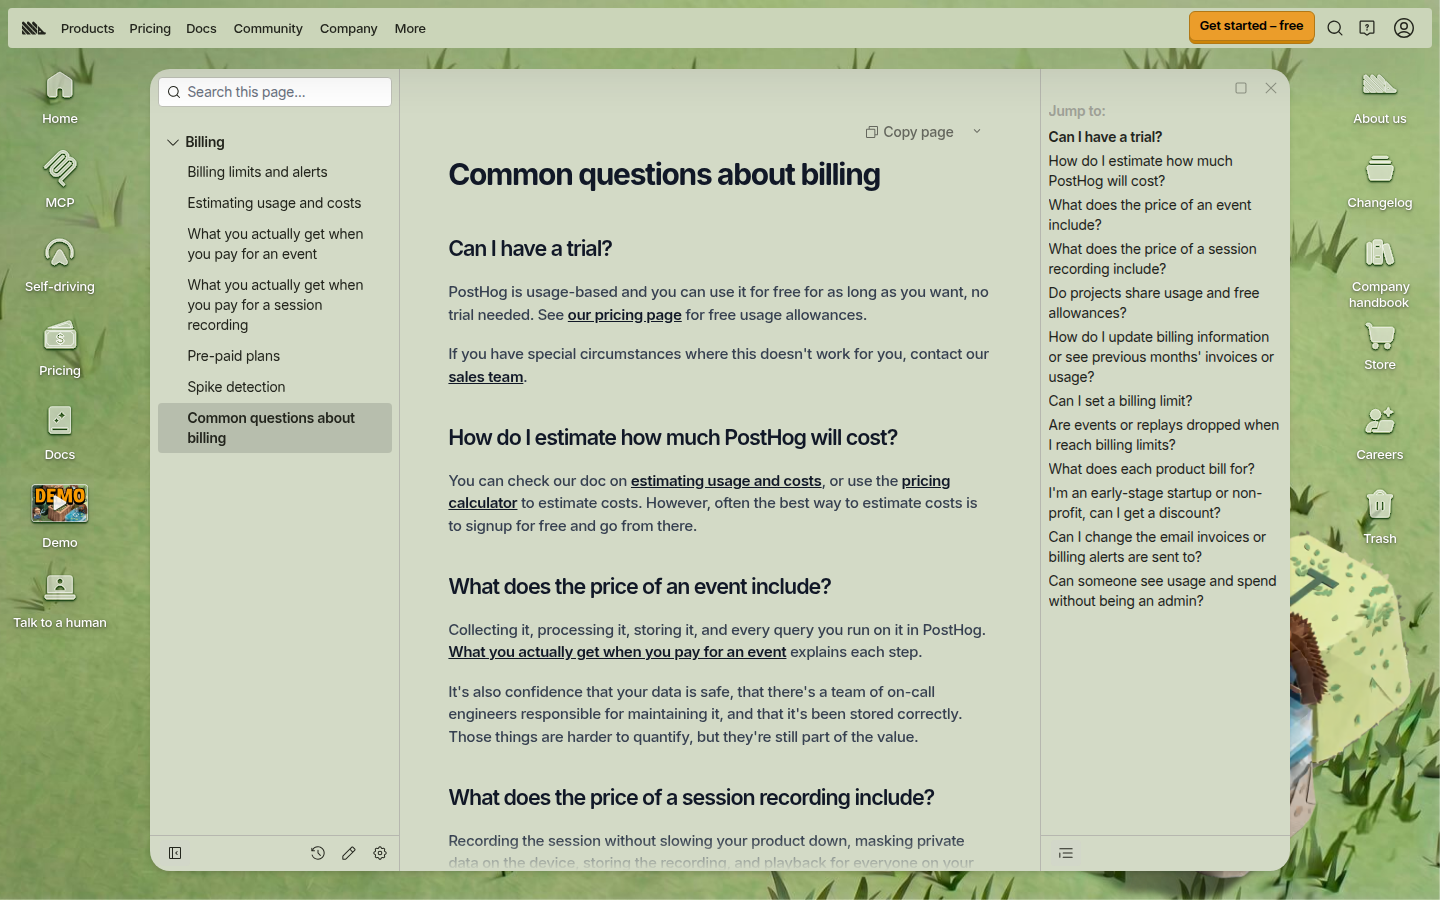 Products Pricing Docs Community Company More
Get started – free
Home
MCP
Self-driving
Pricing
Docs
DEMO
Demo
Talk to a human
Search this page...
Billing
Billing limits and alerts
Estimating usage and costs
What you actually get when
you pay for an event
What you actually get when
you pay for a session
recording
Pre-paid plans
Spike detection
Common questions about
billing
Copy page
Common questions about billing
Can I have a trial?
PostHog is usage-based and you can use it for free for as long as you want, no
trial needed. See our pricing page for free usage allowances.
If you have special circumstances where this doesn't work for you, contact our
sales team.
How do I estimate how much PostHog will cost?
You can check our doc on estimating usage and costs, or use the pricing
calculator to estimate costs. However, often the best way to estimate costs is
to signup for free and go from there.
What does the price of an event include?
Collecting it, processing it, storing it, and every query you run on it in PostHog.
What you actually get when you pay for an event explains each step.
It's also confidence that your data is safe, that there's a team of on-call
engineers responsible for maintaining it, and that it's been stored correctly.
Those things are harder to quantify, but they're still part of the value.
What does the price of a session recording include?
Recording the session without slowing your product down, masking private
data on the device, storing the recording, and playback for everyone on your
Jump to:
Can I have a trial?
How do I estimate how much
PostHog will cost?
What does the price of an event
include?
What does the price of a session
recording include?
Do projects share usage and free
allowances?
How do I update billing information
or see previous months' invoices or
usage?
Can I set a billing limit?
Are events or replays dropped when
I reach billing limits?
What does each product bill for?
I'm an early-stage startup or non-
profit, can I get a discount?
Can I change the email invoices or
billing alerts are sent to?
Can someone see usage and spend
without being an admin?
About us
Changelog
Company
handbook
Store
Careers
Trash